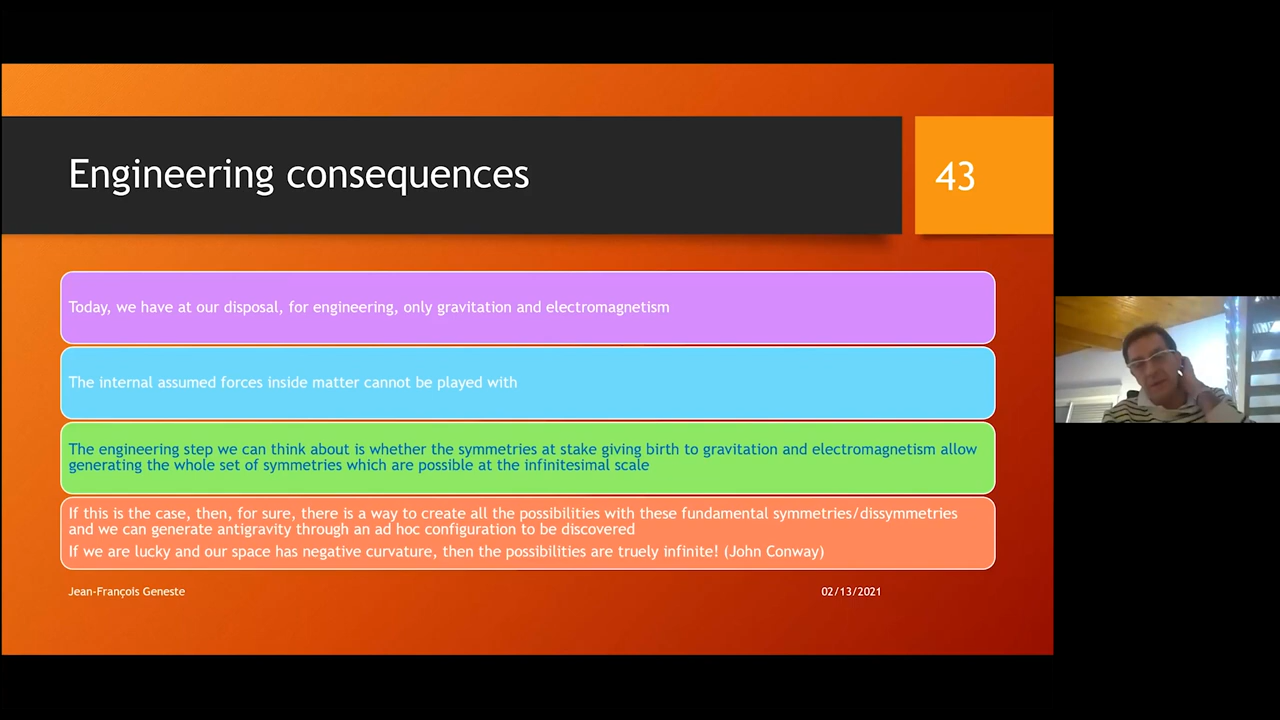 Engineering consequences
43
Today, we have at our disposal, for engineering, only gravitation and electromagnetism
The internal assumed forces inside matter cannot be played with
The engineering step we can think about is whether the symmetries at stake giving birth to gravitation and electromagnetism allow
generating the whole set of symmetries which are possible at the infinitesimal scale
If this is the case, then, for sure, there is a way to create all the possibilities with these fundamental symmetries/dissymmetries
and we can generate antigravity through an ad hoc configuration to be discovered
If we are lucky and our space has negative curvature, then the possibilities are truely infinite! (John Conway)
Jean-François Geneste
02/13/2021